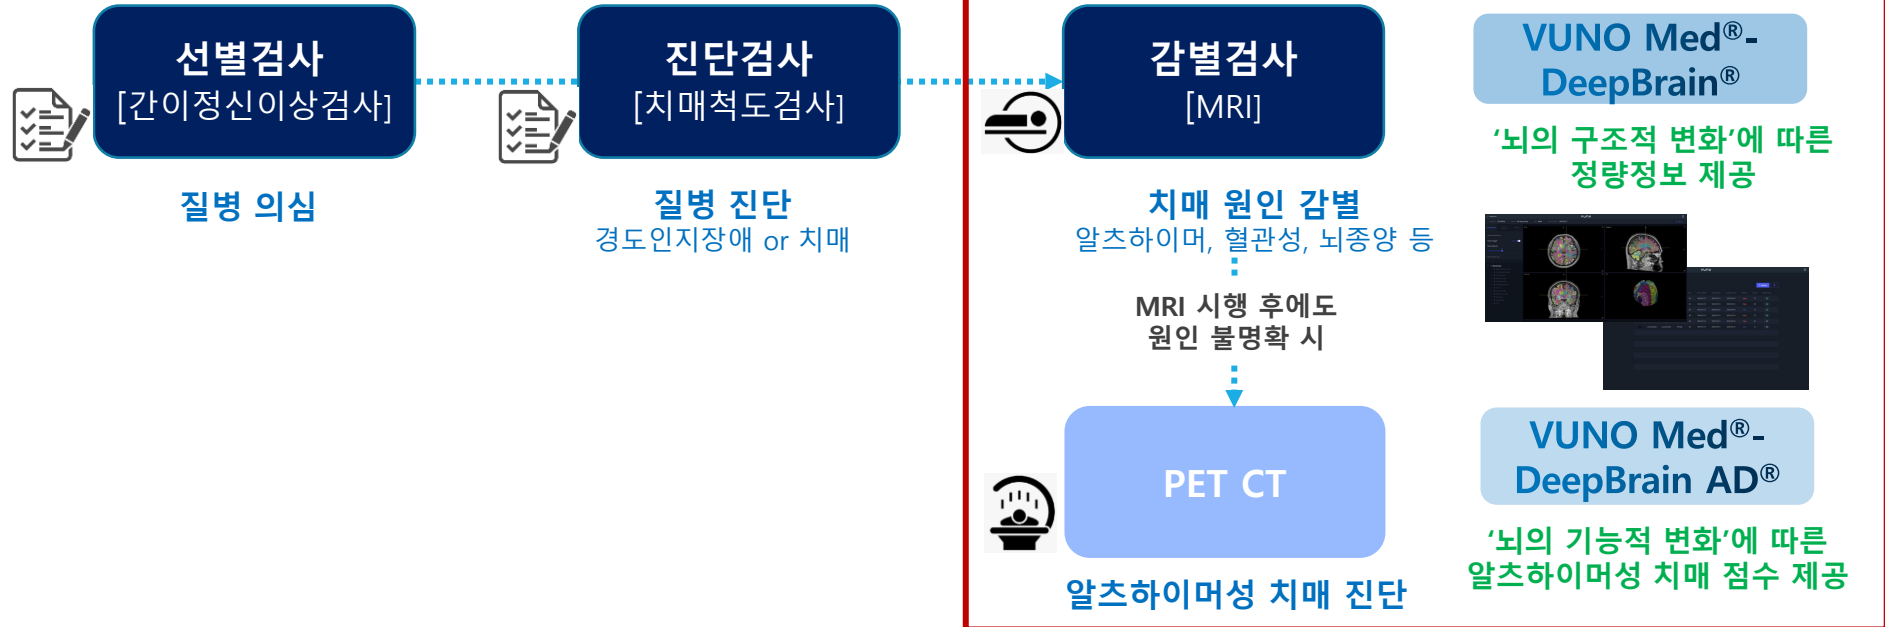 선별검사
[간이정신이상검사]
질병 의심
진단검사
[치매척도검사]
질병 진단
경도인지장애 or 치매
감별검사
[MRI]
치매 원인 감별
알츠하이머, 혈관성, 뇌종양 등
MRI 시행 후에도
원인 불명확 시
PET CT
알츠하이머성 치매 진단
VUNO Med®-
DeepBrain®
‘뇌의 구조적 변화’에 따른
정량정보 제공
VUNO Med®-
DeepBrain AD®
‘뇌의 기능적 변화’에 따른
알츠하이머성 치매 점수 제공